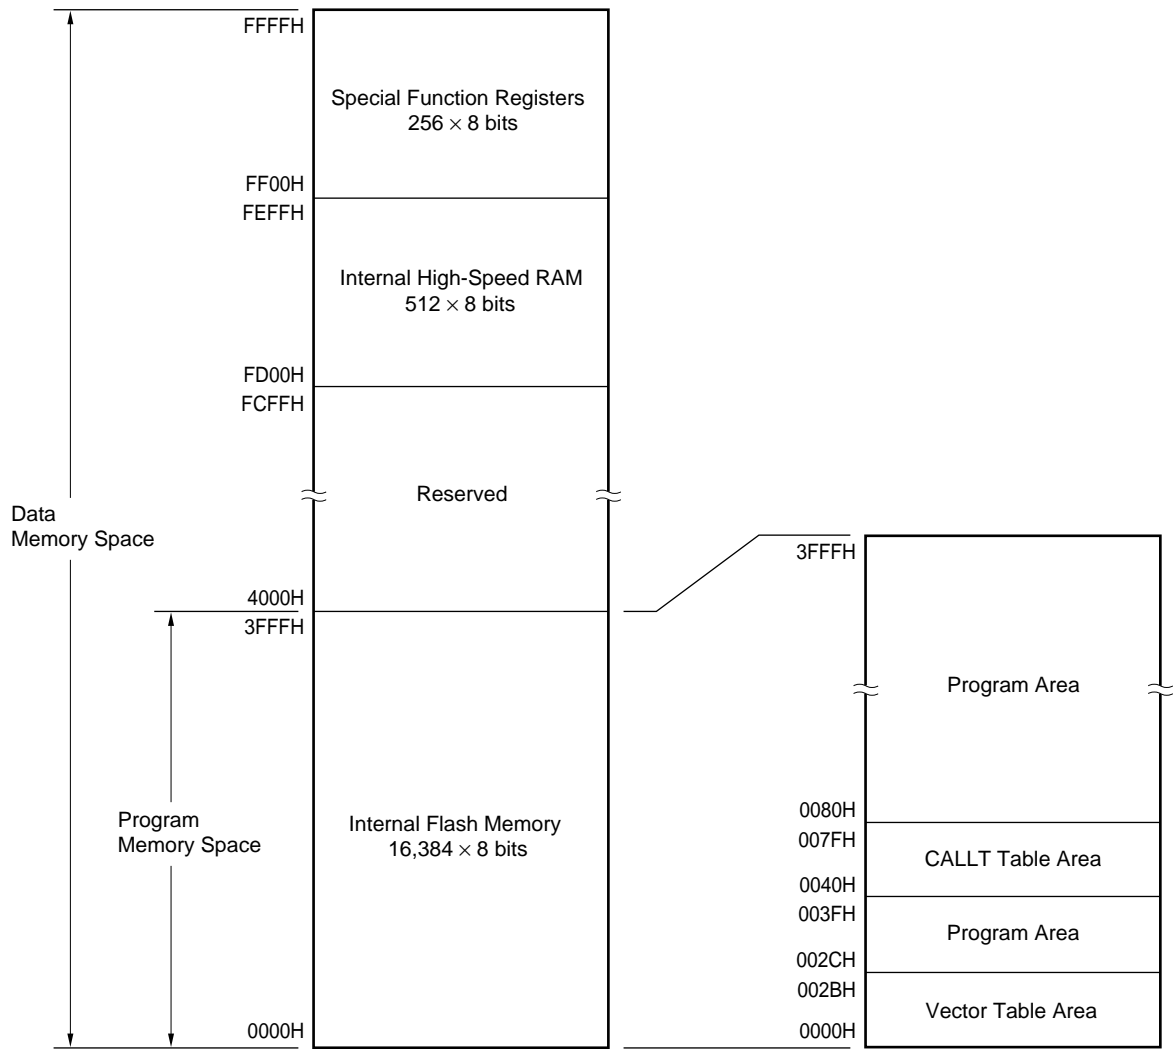 FFFFH
Special Function Registers
256 × 8 bits
FF00H
FEFFH
Internal High-Speed RAM
512 × 8 bits
FD00H
FCFFH
Reserved
Data
Memory Space
4000H
3FFFH
Program
Memory Space
Internal Flash Memory
16,384 × 8 bits
0000H
3FFFH
Program Area
0080H
007FH
CALLT Table Area
0040H
003FH
Program Area
002CH
002BH
Vector Table Area
0000H